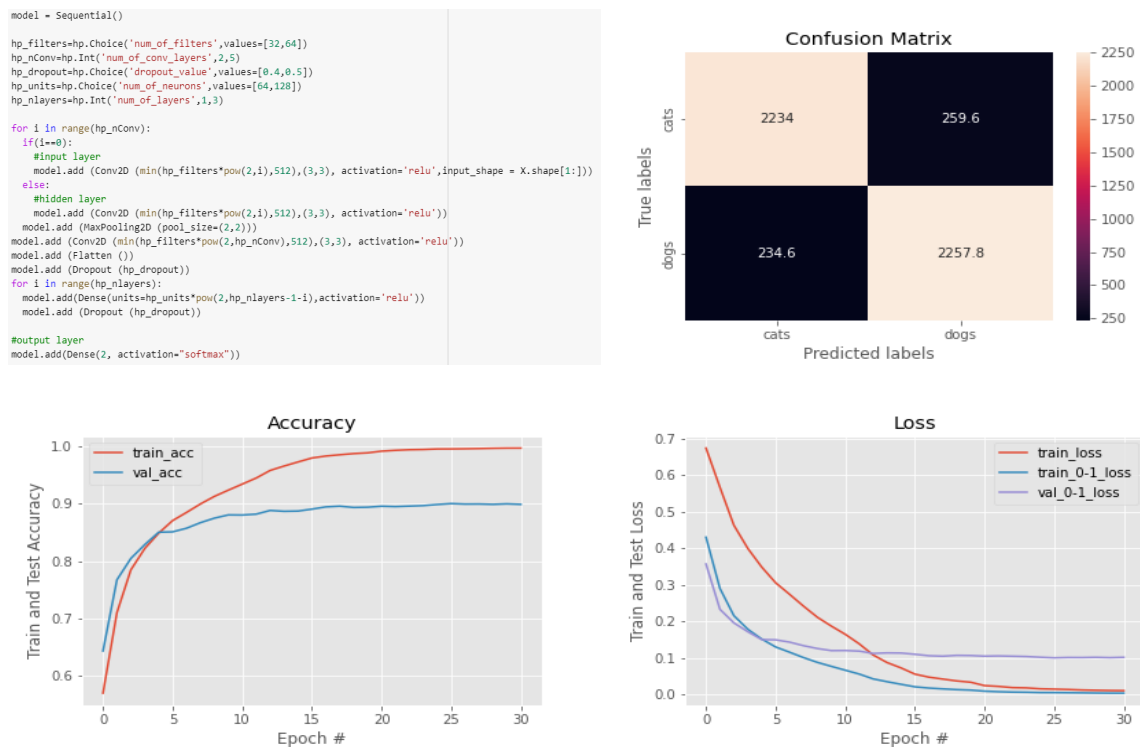 model = Sequential()

hp_filters=hp.Choice('num_of_filters',values=[32,64])
hp_nConv=hp.Int('num_of_conv_layers',2,5)
hp_dropout=hp.Choice('dropout_value',values=[0.4,0.5])
hp_units=hp.Choice('num_of_neurons',values=[64,128])
hp_nlayers=hp.Int('num_of_layers',1,3)

for i in range(hp_nConv):
  if(i==0):
    #input layer
    model.add (Conv2D (min(hp_filters*pow(2,i),512),(3,3), activation='relu',input_shape = X.shape[1:]))
  else:
    #hidden layer
    model.add (Conv2D (min(hp_filters*pow(2,i),512),(3,3), activation='relu'))
  model.add (MaxPooling2D (pool_size=(2,2)))
model.add (Conv2D (min(hp_filters*pow(2,hp_nConv),512),(3,3), activation='relu'))
model.add (Flatten ())
model.add (Dropout (hp_dropout))
for i in range(hp_nlayers):
  model.add(Dense(units=hp_units*pow(2,hp_nlayers-1-i),activation='relu'))
  model.add (Dropout (hp_dropout))

#output layer
model.add(Dense(2, activation="softmax"))
Confusion Matrix
True labels
cats
dogs
2234
259.6
234.6
2257.8
cats
dogs
Predicted labels
2250
2000
1750
1500
1250
1000
750
500
250
Accuracy
Train and Test Accuracy
1.0
0.9
0.8
0.7
0.6
train_acc
val_acc
0
5
10
15
20
25
30
Epoch #
Loss
Train and Test Loss
0.7
0.6
0.5
0.4
0.3
0.2
0.1
0.0
train_loss
train_0-1_loss
val_0-1_loss
0
5
10
15
20
25
30
Epoch #